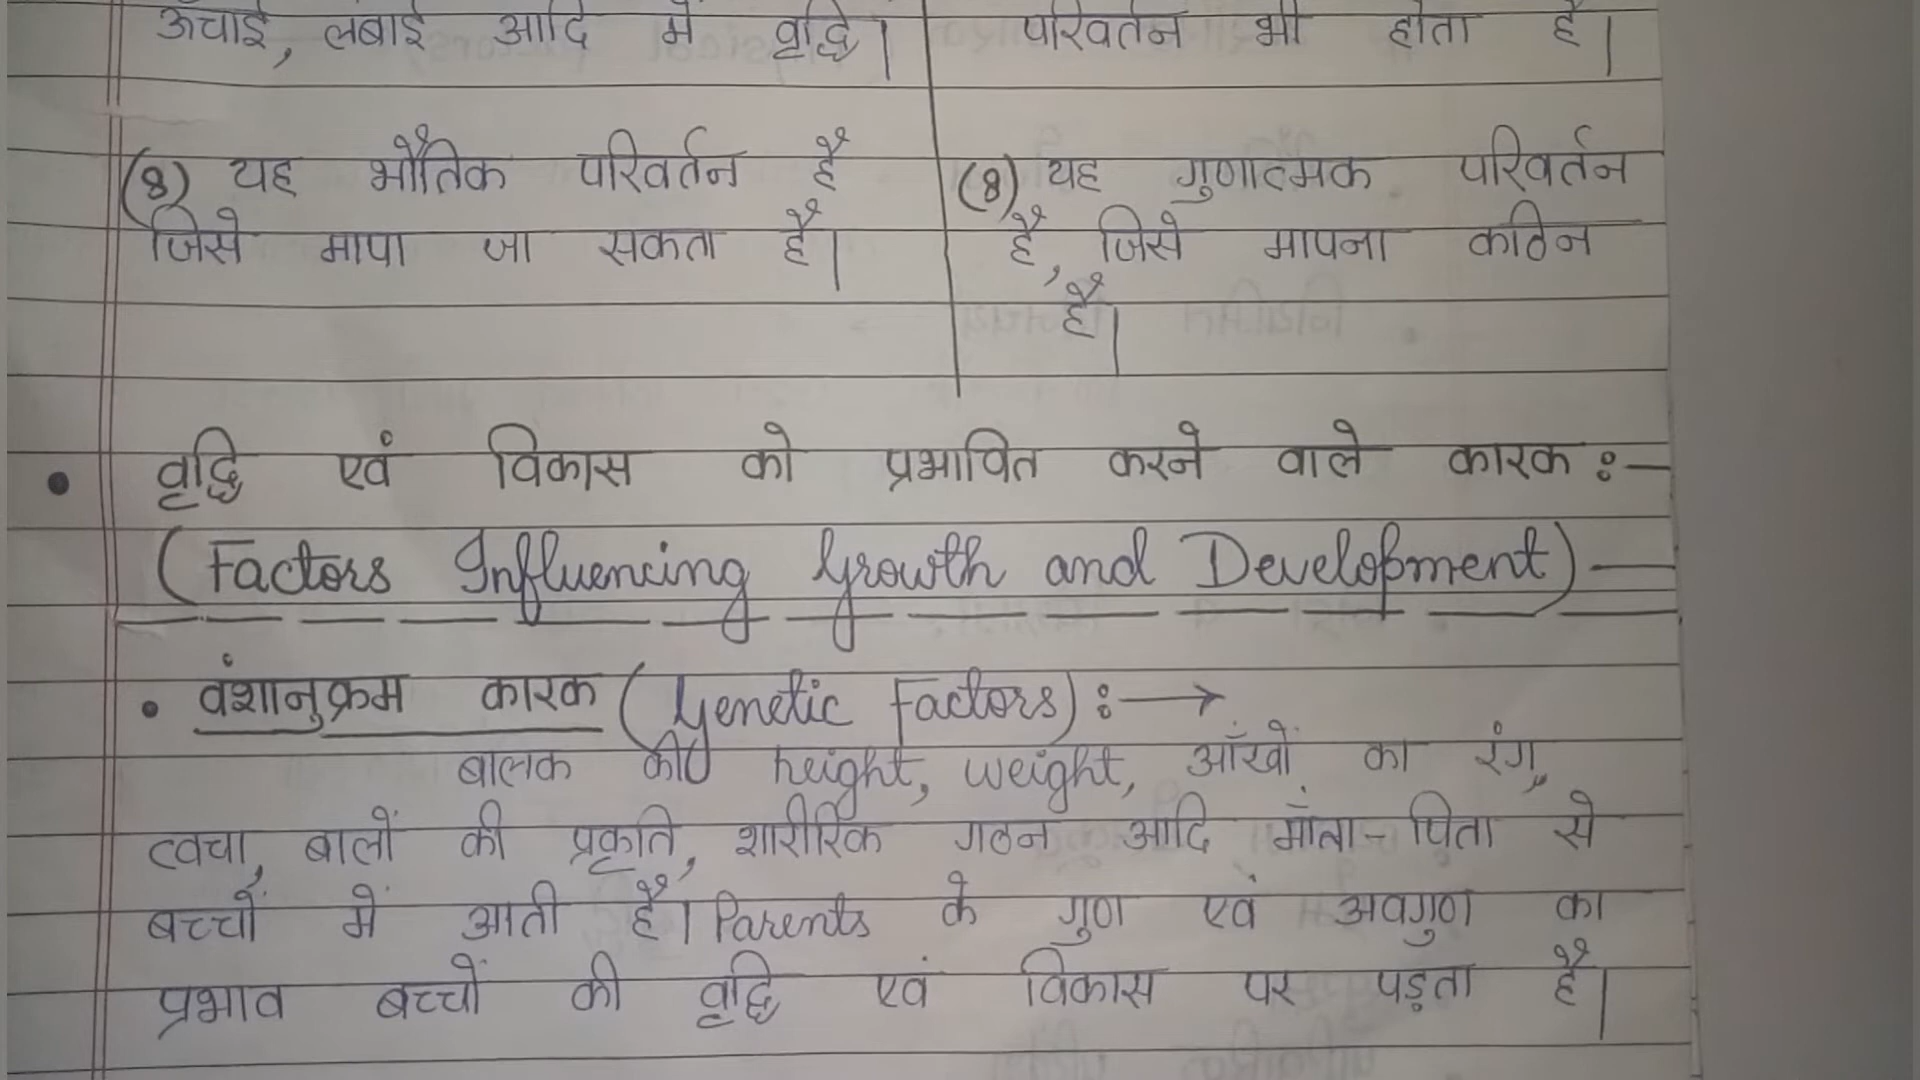 ऊँचाई, लंबाई आदि में वृद्धि।
परिवर्तन भी होता है।
(8) यह भौतिक परिवर्तन है
जिसे मापा जा सकता है।
(8) यह गुणात्मक परिवर्तन
है, जिसे मापना कठिन
है।
• वृद्धि एवं विकास को प्रभावित करने वाले कारक :-
(Factors Influencing Growth and Development) —
• वंशानुक्रम कारक (Genetic Factors) : →
बालक की height, weight, आँखों का रंग,
त्वचा, बालों की प्रकृति, शारीरिक गठन आदि माँता-पिता से
बच्चों में आती है। Parents के गुण एवं अवगुण का
प्रभाव बच्चों की वृद्धि एवं विकास पर पड़ता है।